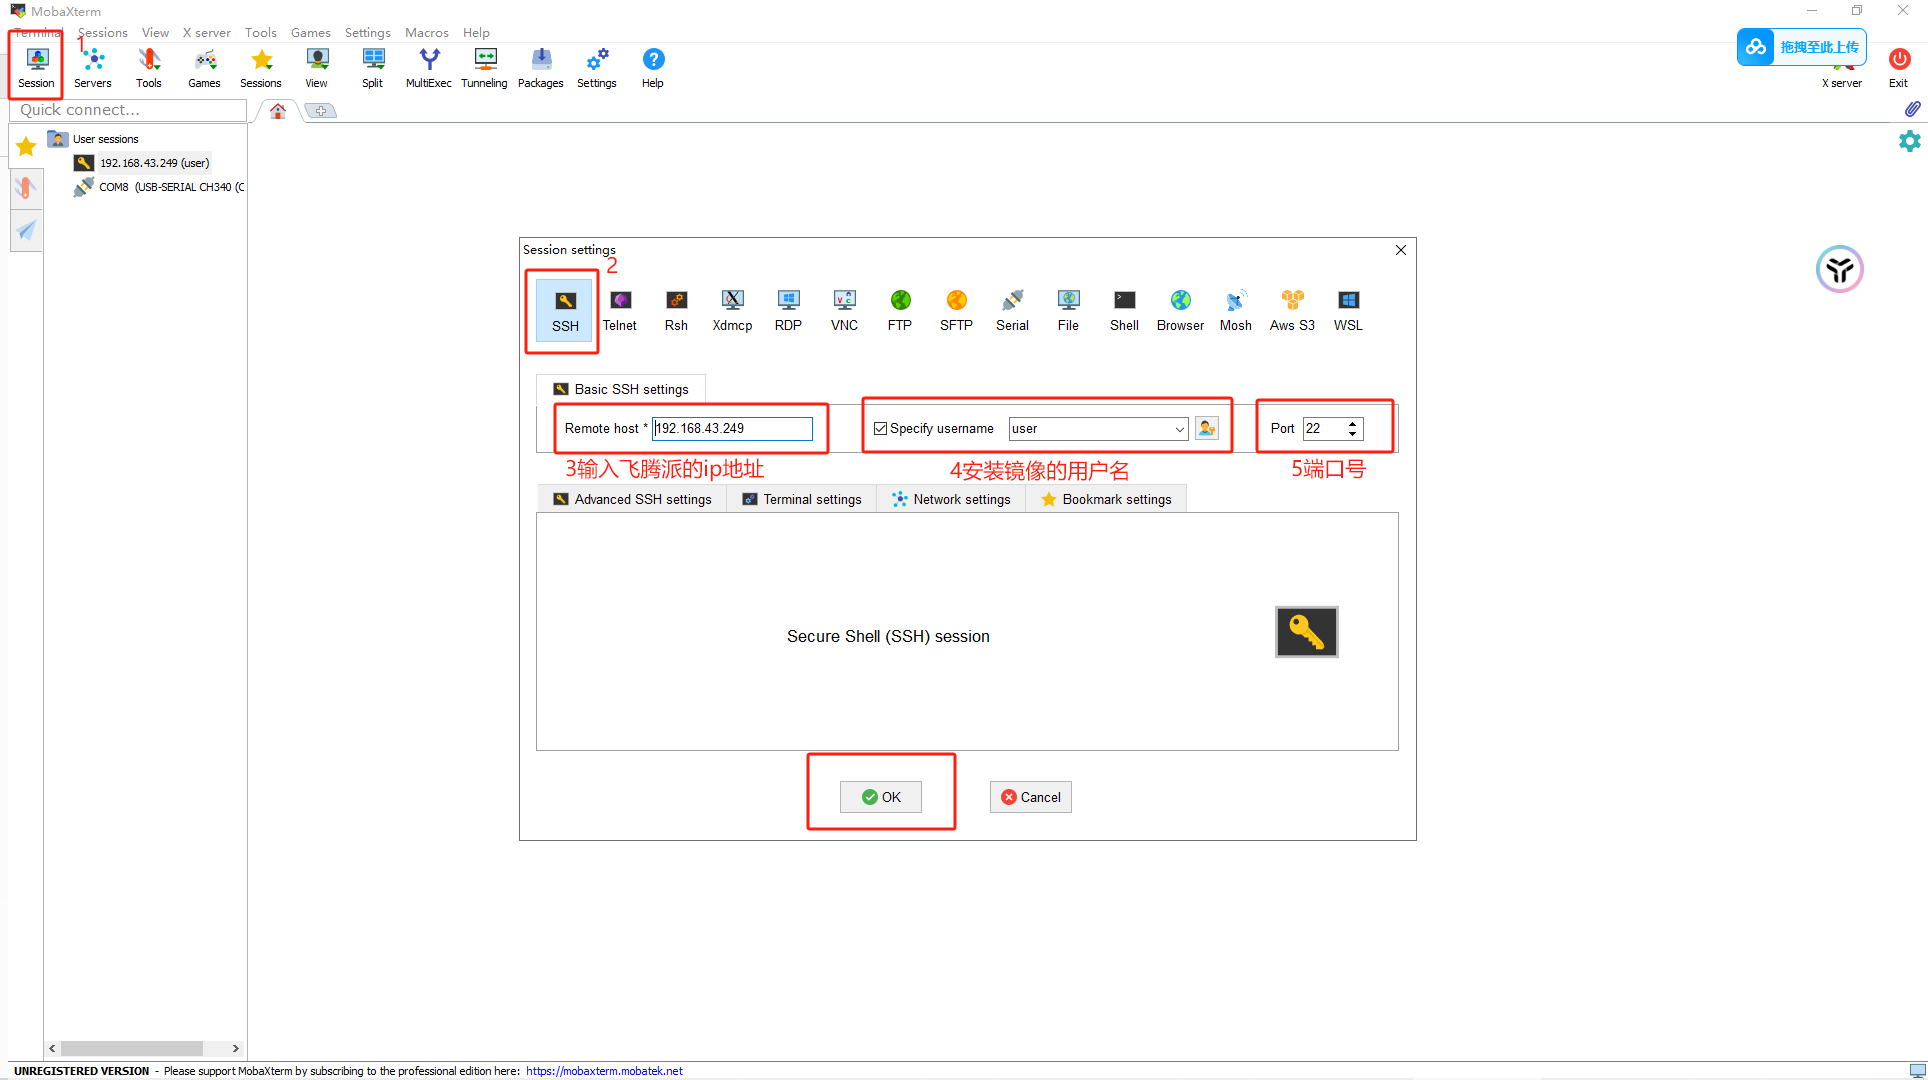 MobaXterm
Terminal Sessions View X server Tools Games Settings Macros Help
1
拖拽至此上传
Session Servers Tools Games Sessions View Split MultiExec Tunneling Packages Settings Help X server Exit
Quick connect...
User sessions
192.168.43.249 (user)
COM8 (USB-SERIAL CH340 (C
Session settings
2
SSH Telnet Rsh Xdmcp RDP VNC FTP SFTP Serial File Shell Browser Mosh Aws S3 WSL
Basic SSH settings
Remote host * 192.168.43.249 Specify username user Port 22
3输入飞腾派的ip地址 4安装镜像的用户名 5端口号
Advanced SSH settings Terminal settings Network settings Bookmark settings
Secure Shell (SSH) session
OK Cancel
UNREGISTERED VERSION - Please support MobaXterm by subscribing to the professional edition here: https://mobaxterm.mobatek.net